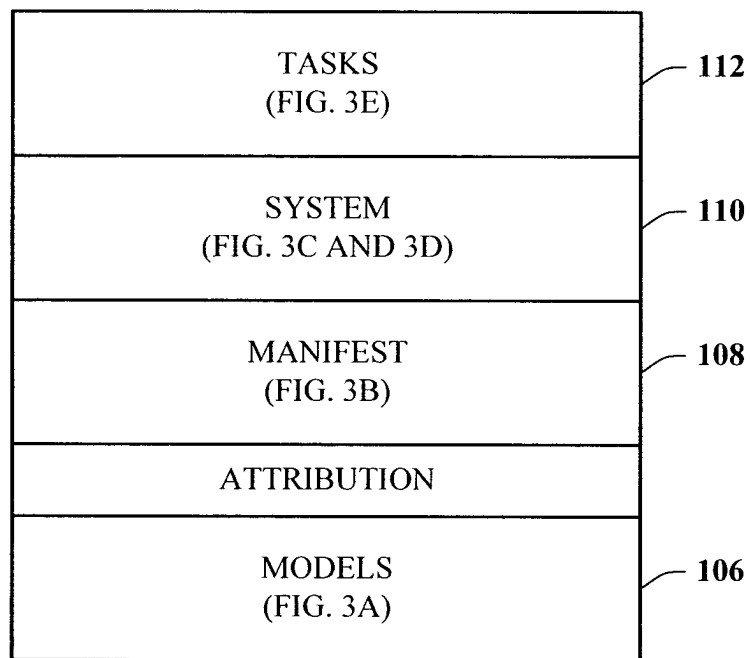 TASKS
(FIG. 3E)
112
SYSTEM
(FIG. 3C AND 3D)
110
MANIFEST
(FIG. 3B)
108
ATTRIBUTION
MODELS
(FIG. 3A)
106